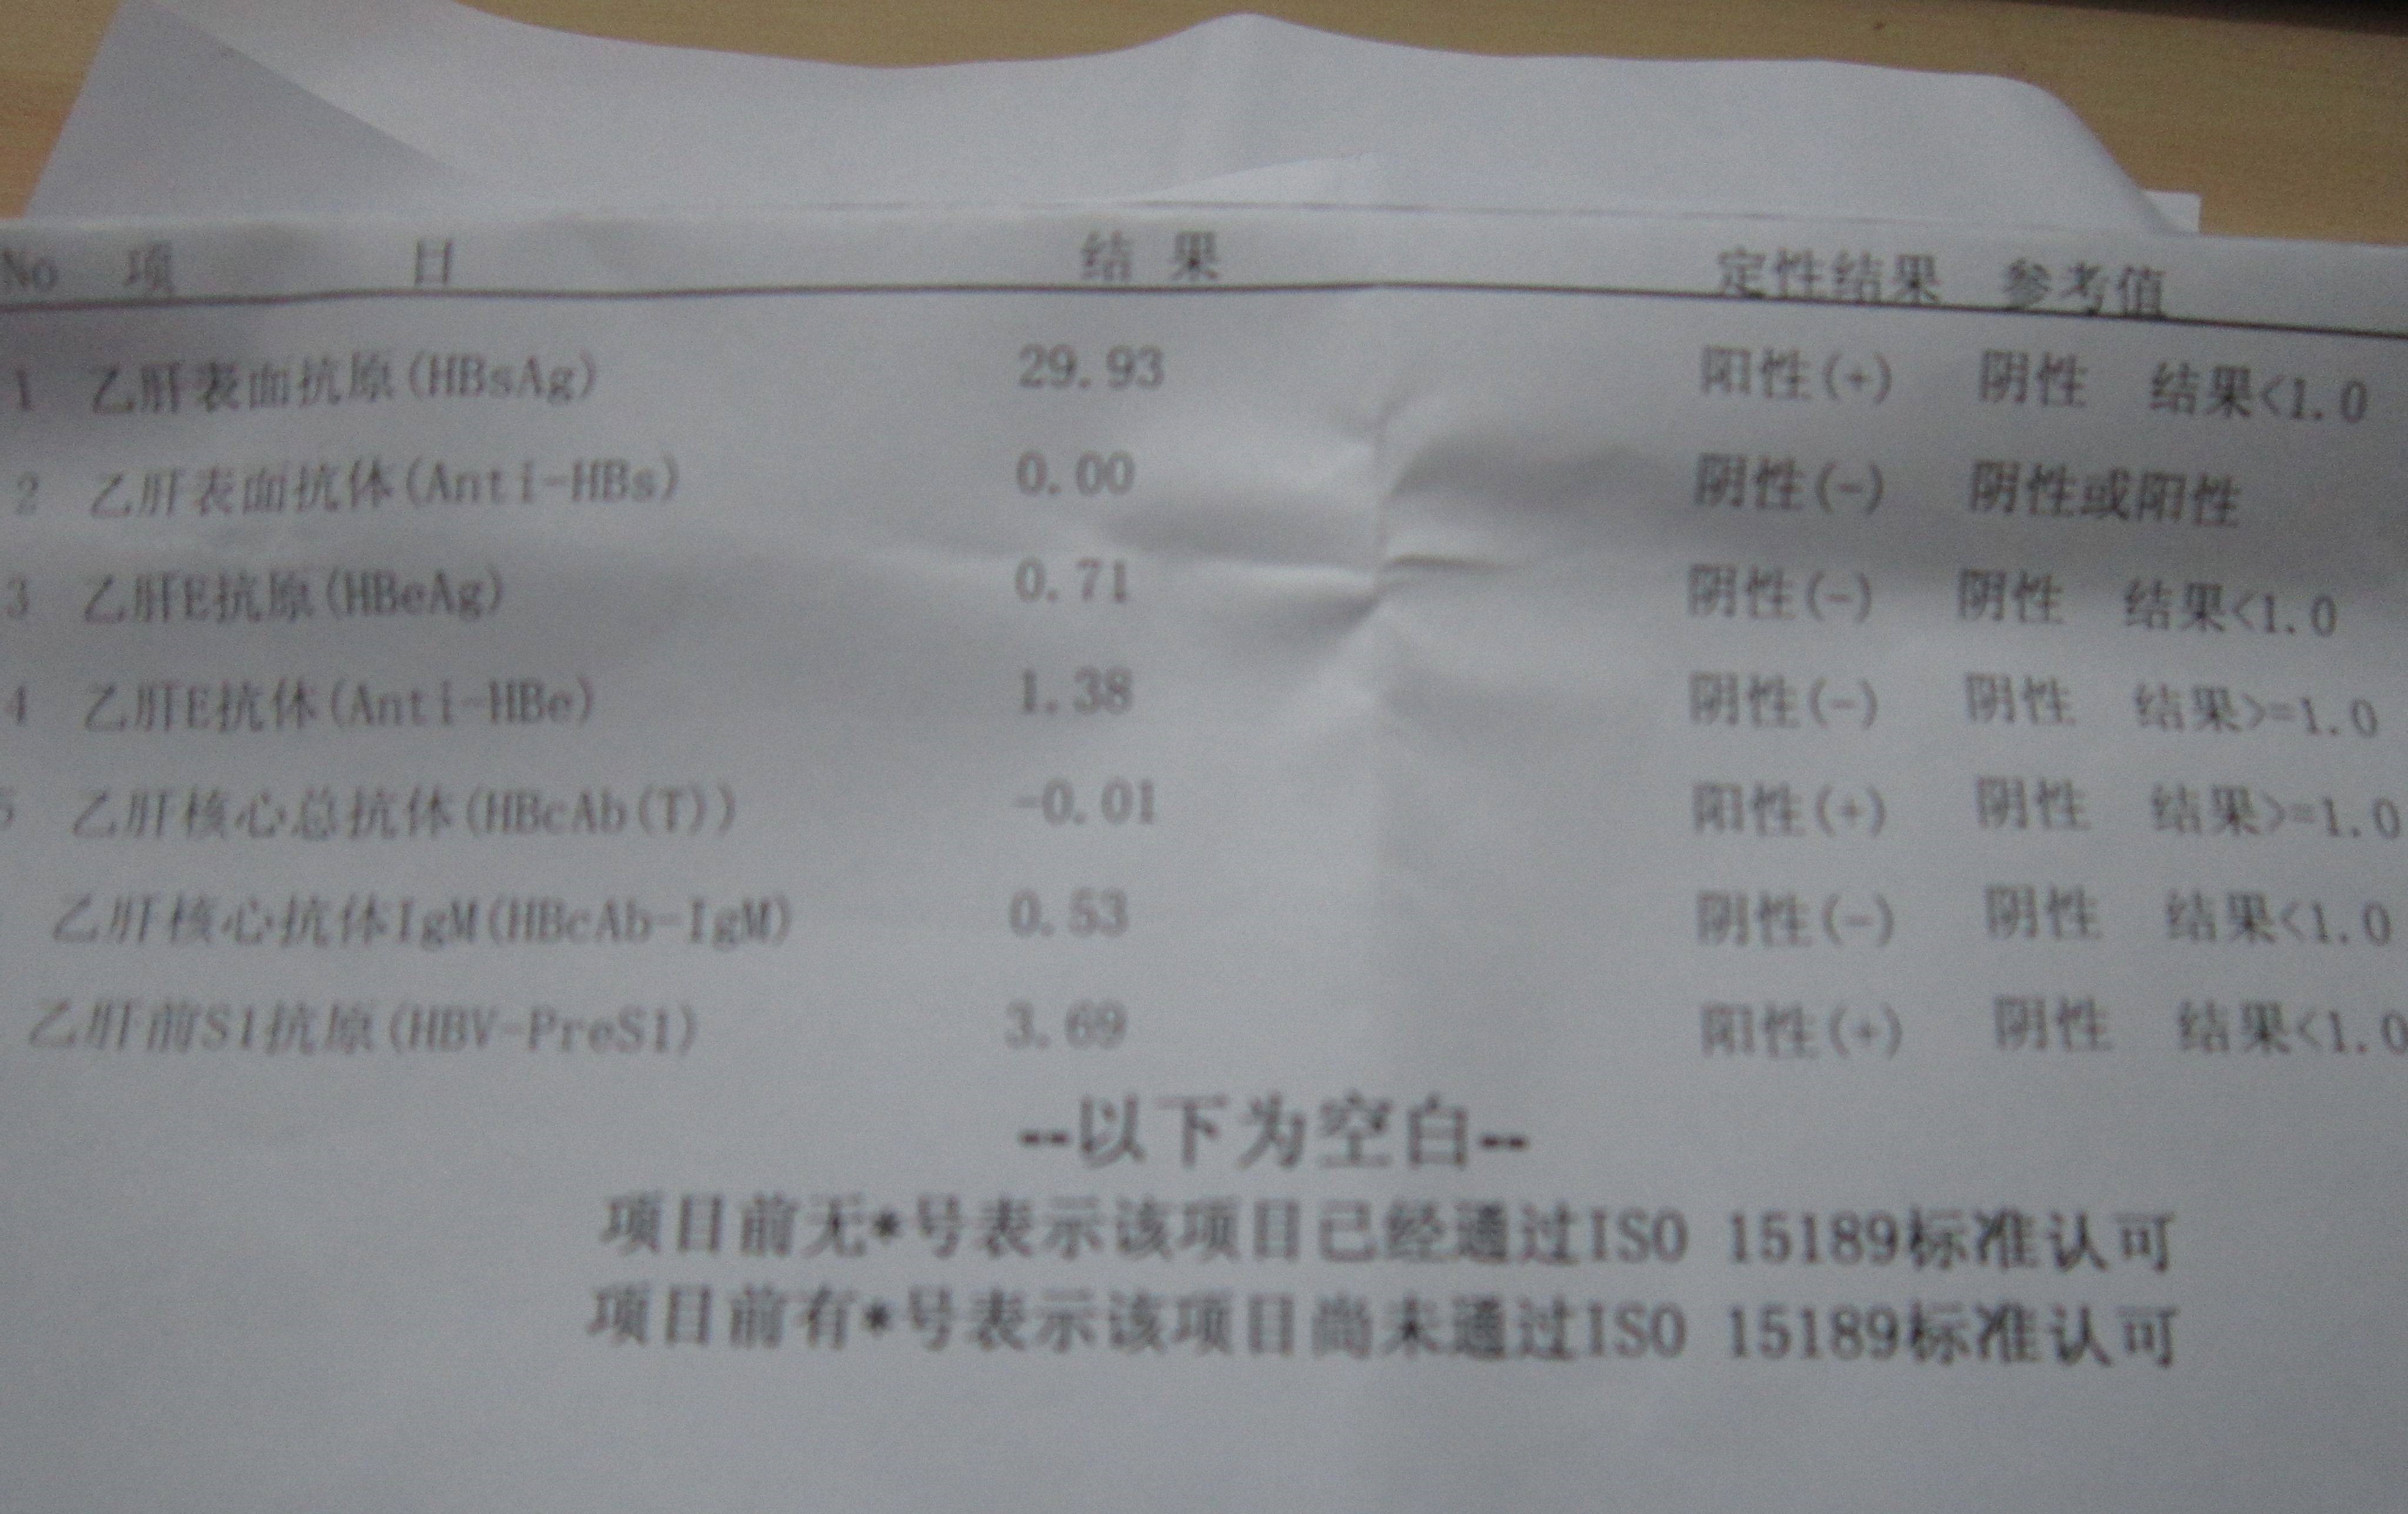 No 项 目 结 果 定性结果 参考值
1 乙肝表面抗原(HBsAg) 29.93 阳性(+) 阴性 结果<1.0
2 乙肝表面抗体(Anti-HBs) 0.00 阴性(-) 阴性或阳性
3 乙肝E抗原(HBeAg) 0.71 阴性(-) 阴性 结果<1.0
4 乙肝E抗体(Anti-HBe) 1.38 阴性(-) 阴性 结果>=1.0
5 乙肝核心总抗体(HBcAb(T)) -0.01 阳性(+) 阴性 结果>=1.0
乙肝核心抗体IgM(HBcAb-IgM) 0.53 阴性(-) 阴性 结果<1.0
乙肝前S1抗原(HBV-PreS1) 3.69 阳性(+) 阴性 结果<1.0
--以下为空白--
项目前无*号表示该项目已经通过ISO 15189标准认可
项目前有*号表示该项目尚未通过ISO 15189标准认可